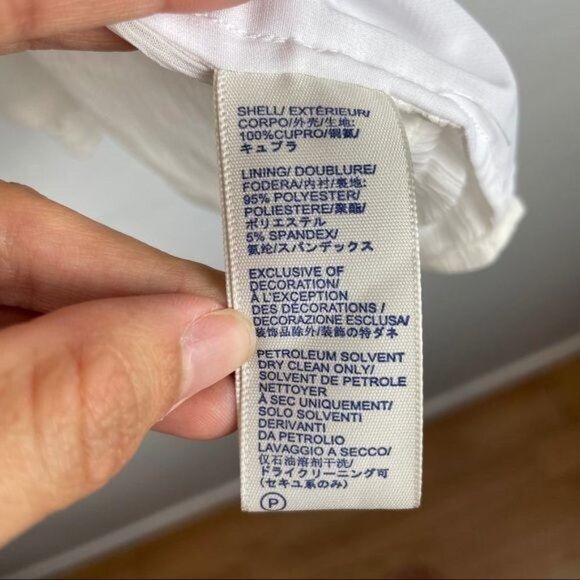 SHELL/ EXTÉRIEUR/
CORPO/外壳/生地:
100%CUPRO/铜氨/
キュプラ
LINING/ DOUBLURE/
FODERA/内衬/裏地:
95% POLYESTER/
POLIESTERE/聚酯/
ポリエステル
5% SPANDEX/
氨纶/スパンデックス
EXCLUSIVE OF
DECORATION/
À L'EXCEPTION
DES DÉCORATIONS /
DECORAZIONE ESCLUSA/
装饰品除外/装飾の特ダネ
PETROLEUM SOLVENT
DRY CLEAN ONLY/
SOLVENT DE PETROLE
NETTOYER
A SEC UNIQUEMENT/
SOLO SOLVENTI
DERIVANTI
DA PETROLIO
LAVAGGIO A SECCO/
仅石油溶剂干洗/
ドライクリーニング可
(セキユ系のみ)
P